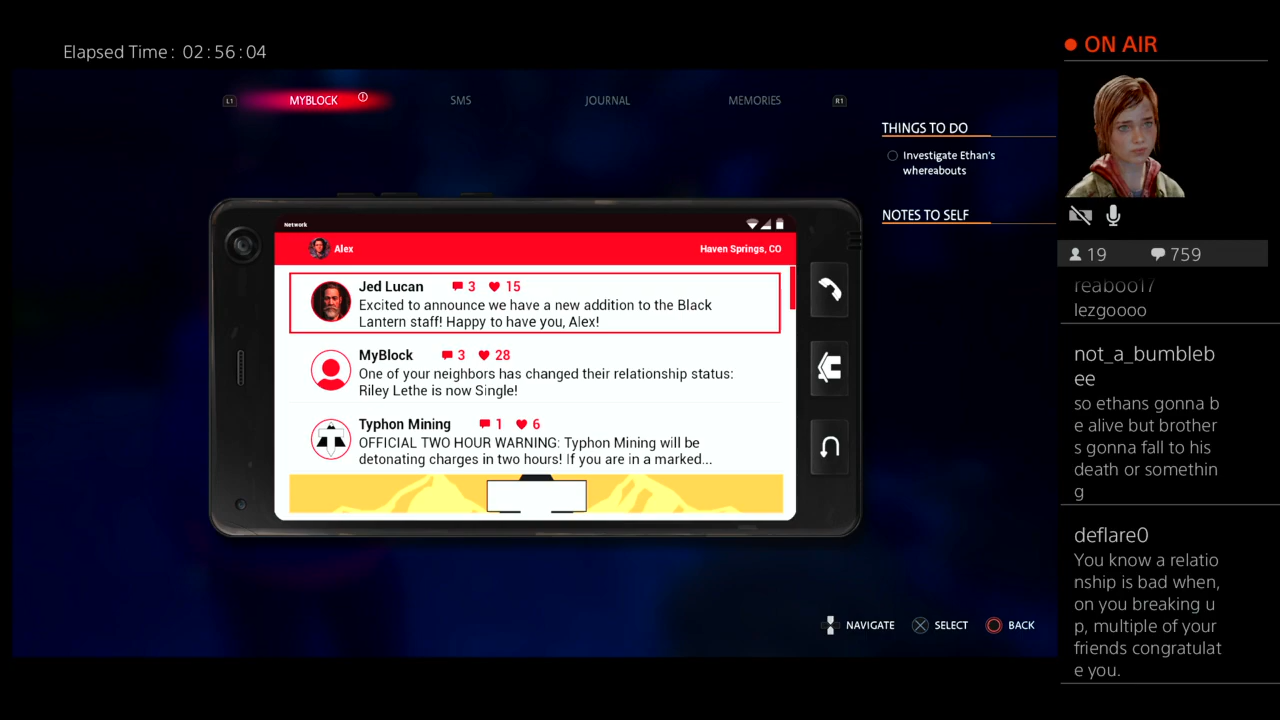 Elapsed Time: 02:56:04
ON AIR
L1
MYBLOCK
SMS
JOURNAL
MEMORIES
R1
THINGS TO DO
Investigate Ethan's
whereabouts
NOTES TO SELF
Network
Alex
Haven Springs, CO
Jed Lucan 3 15
Excited to announce we have a new addition to the Black
Lantern staff! Happy to have you, Alex!
MyBlock 3 28
One of your neighbors has changed their relationship status:
Riley Lethe is now Single!
Typhon Mining 1 6
OFFICIAL TWO HOUR WARNING: Typhon Mining will be
detonating charges in two hours! If you are in a marked...
NAVIGATE
SELECT
BACK
19
759
reaboo17
lezgoooo
not_a_bumbleb
ee
so ethans gonna b
e alive but brother
s gonna fall to his
death or somethin
g
deflare0
You know a relatio
nship is bad when,
on you breaking u
p, multiple of your
friends congratulat
e you.